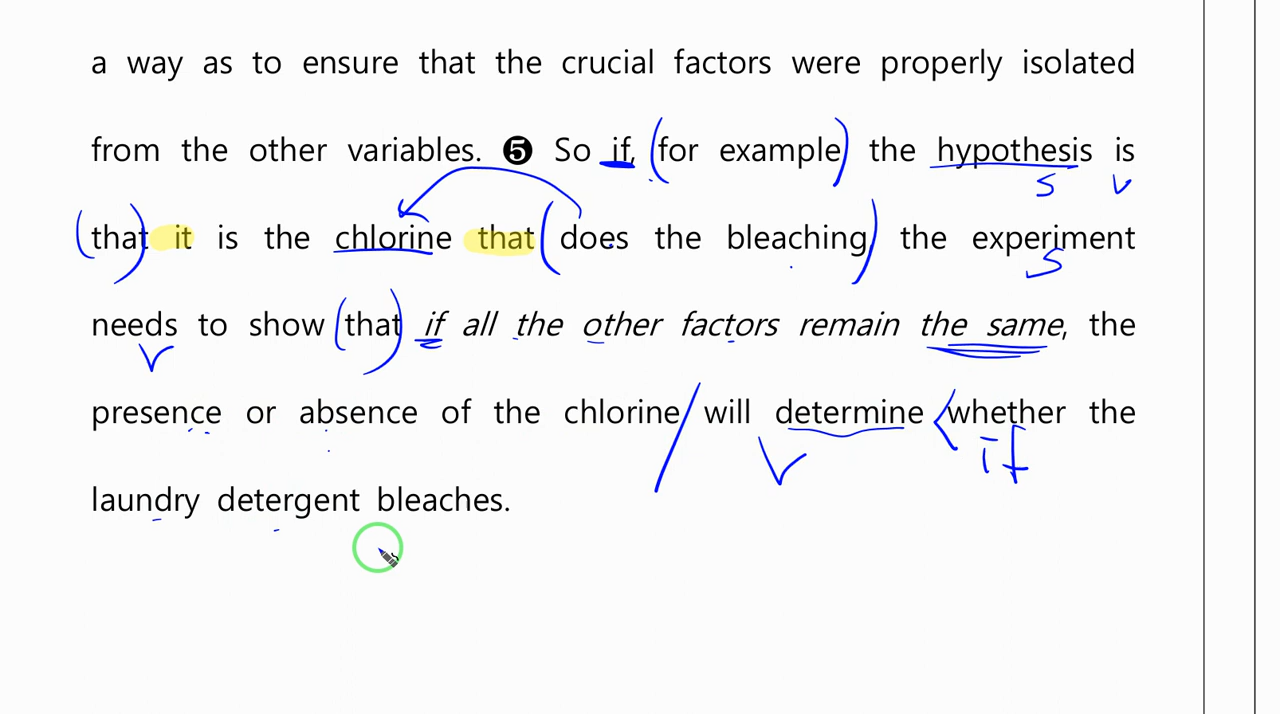 a way as to ensure that the crucial factors were properly isolated
from the other variables. ❺ So if, (for example) the hypothesis is
S V
(that) it is the chlorine that (does the bleaching) the experiment
S
needs to show (that) if all the other factors remain the same, the
V
presence or absence of the chlorine / will determine <whether the
V if
laundry detergent bleaches.